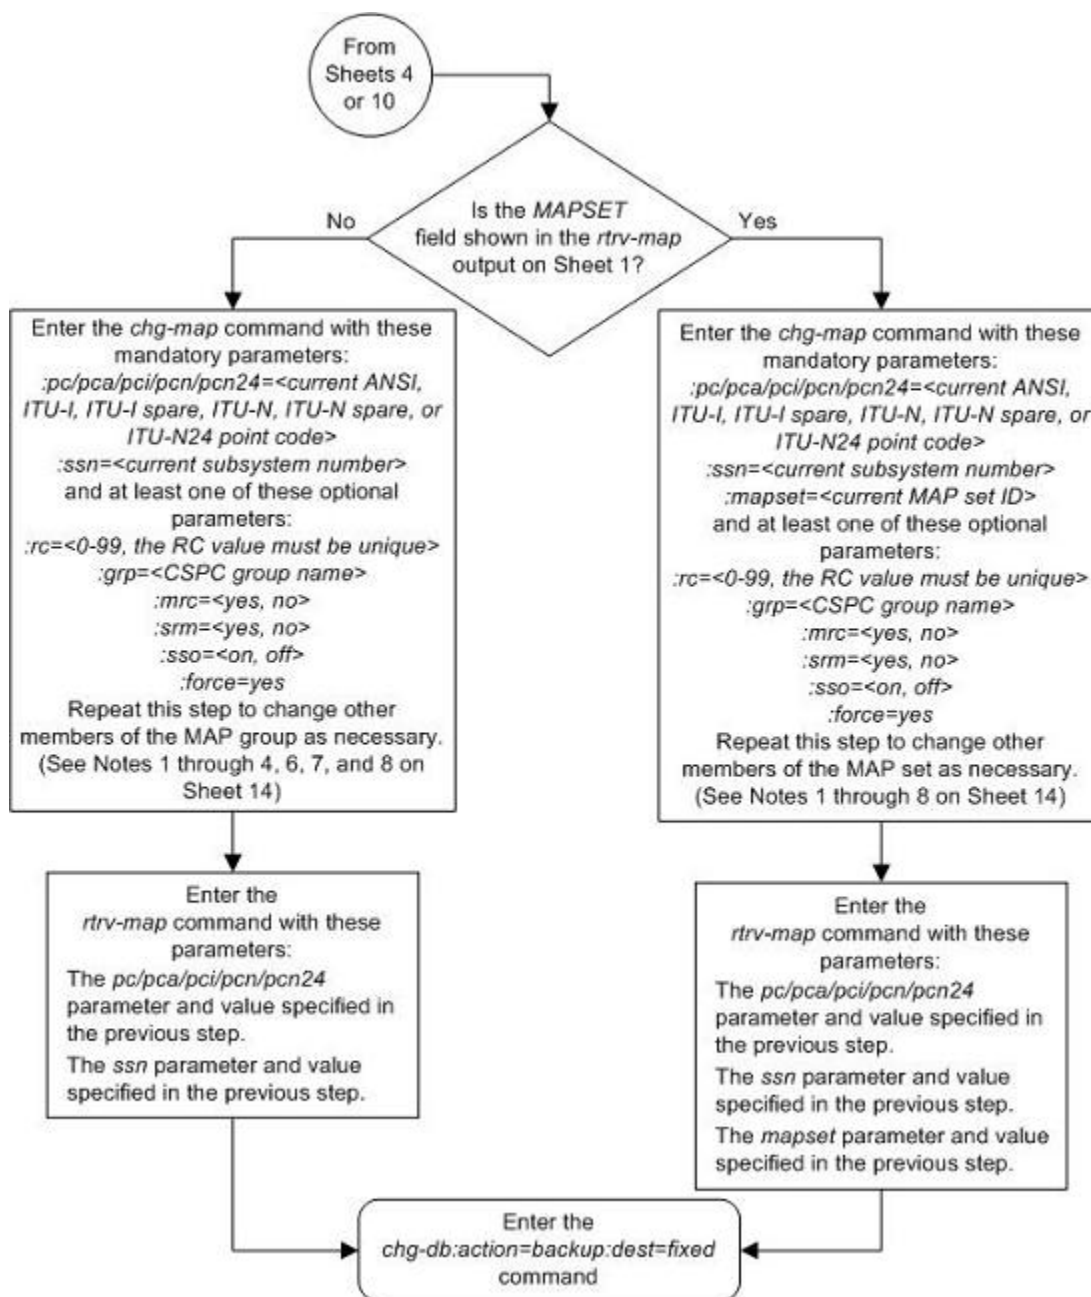 From
Sheets 4
or 10
Is the MAPSET
field shown in the rtrv-map
output on Sheet 1?
No
Yes
Enter the chg-map command with these
mandatory parameters:
:pc/pca/pci/pcn/pcn24=<current ANSI,
ITU-I, ITU-I spare, ITU-N, ITU-N spare, or
ITU-N24 point code>
:ssn=<current subsystem number>
and at least one of these optional
parameters:
:rc=<0-99, the RC value must be unique>
:grp=<CSPC group name>
:mrc=<yes, no>
:srm=<yes, no>
:sso=<on, off>
:force=yes
Repeat this step to change other
members of the MAP group as necessary.
(See Notes 1 through 4, 6, 7, and 8 on
Sheet 14)
Enter the chg-map command with these
mandatory parameters:
:pc/pca/pci/pcn/pcn24=<current ANSI,
ITU-I, ITU-I spare, ITU-N, ITU-N spare, or
ITU-N24 point code>
:ssn=<current subsystem number>
:mapset=<current MAP set ID>
and at least one of these optional
parameters:
:rc=<0-99, the RC value must be unique>
:grp=<CSPC group name>
:mrc=<yes, no>
:srm=<yes, no>
:sso=<on, off>
:force=yes
Repeat this step to change other
members of the MAP set as necessary.
(See Notes 1 through 8 on Sheet 14)
Enter the
rtrv-map command with these
parameters:
The pc/pca/pci/pcn/pcn24
parameter and value specified in
the previous step.
The ssn parameter and value
specified in the previous step.
Enter the
rtrv-map command with these
parameters:
The pc/pca/pci/pcn/pcn24
parameter and value specified in
the previous step.
The ssn parameter and value
specified in the previous step.
The mapset parameter and value
specified in the previous step.
Enter the
chg-db:action=backup:dest=fixed
command